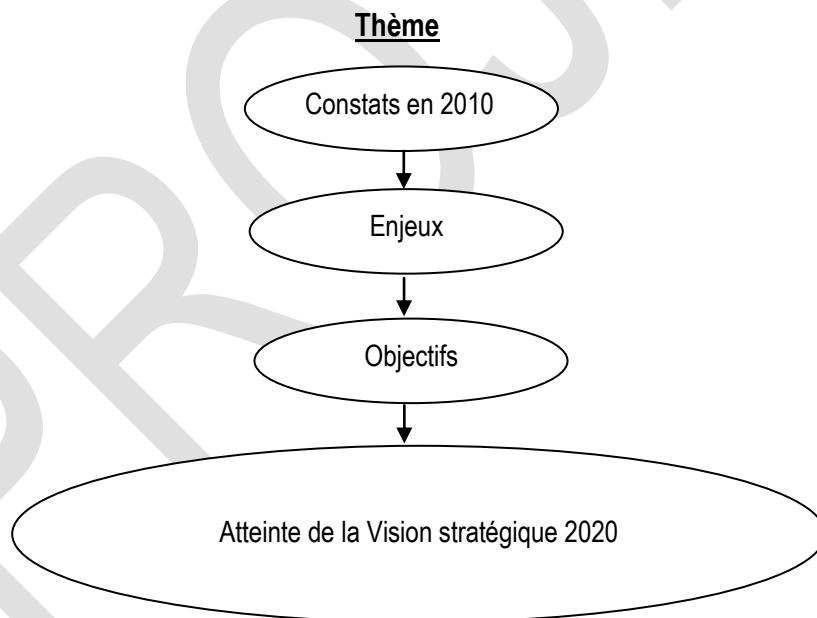 Thème
Constats en 2010
Enjeux
Objectifs
Atteinte de la Vision stratégique 2020